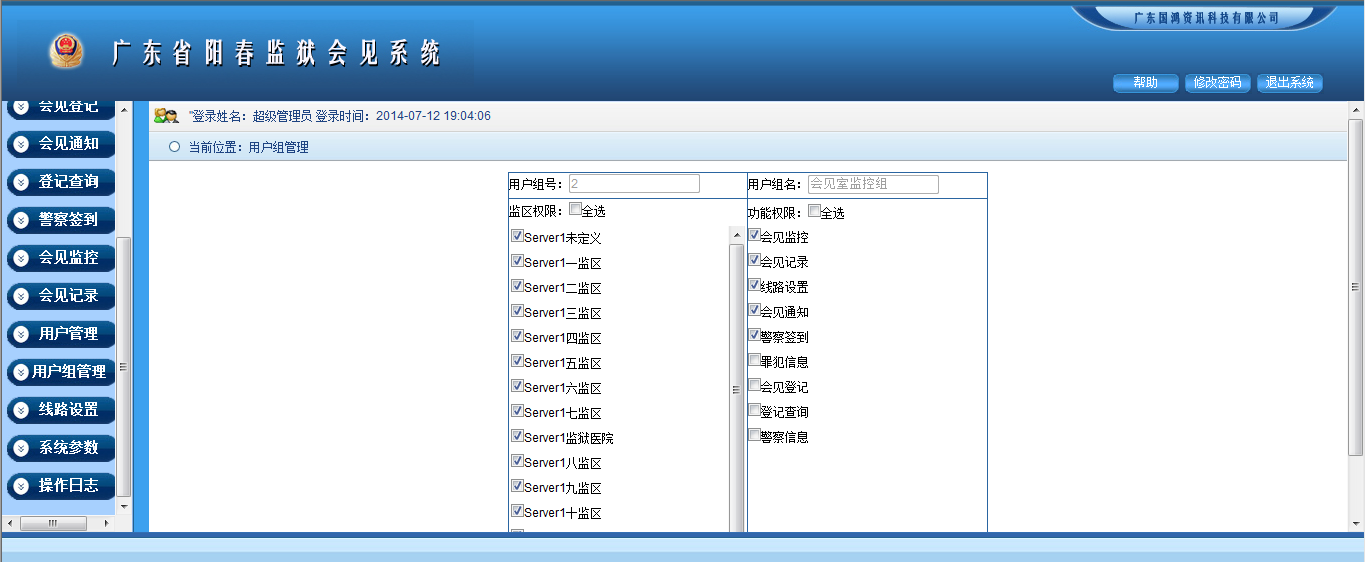 广东国鸿资讯科技有限公司
广东省阳春监狱会见系统
帮助 修改密码 退出系统
会见登记
会见通知
登记查询
警察签到
会见监控
会见记录
用户管理
用户组管理
线路设置
系统参数
操作日志
"登录姓名：超级管理员 登录时间：2014-07-12 19:04:06
当前位置：用户组管理
用户组号：2 用户组名：会见室监控组
监区权限：全选 功能权限：全选
Server1未定义 会见监控
Server1一监区 会见记录
Server1二监区 线路设置
Server1三监区 会见通知
Server1四监区 警察签到
Server1五监区 罪犯信息
Server1六监区 会见登记
Server1七监区 登记查询
Server1监狱医院 警察信息
Server1八监区
Server1九监区
Server1十监区